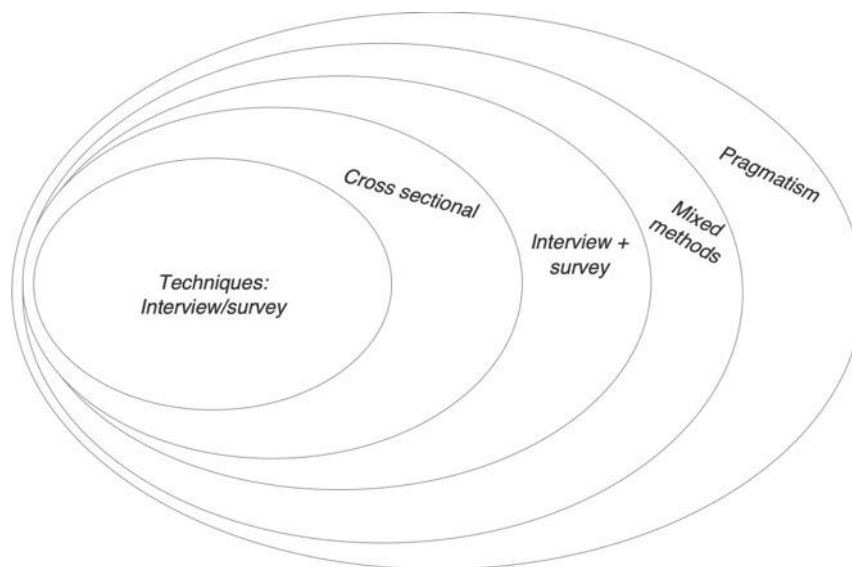 Pragmatism
Cross sectional
Mixed
methods
Interview +
survey
Techniques:
Interview/survey